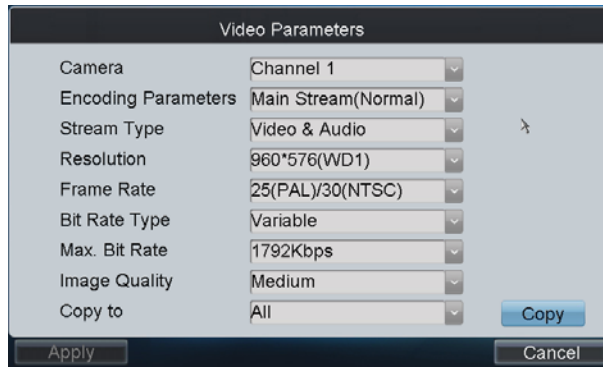 Video Parameters
Camera Channel 1
Encoding Parameters Main Stream(Normal)
Stream Type Video & Audio
Resolution 960*576(WD1)
Frame Rate 25(PAL)/30(NTSC)
Bit Rate Type Variable
Max. Bit Rate 1792Kbps
Image Quality Medium
Copy to All Copy
Apply Cancel